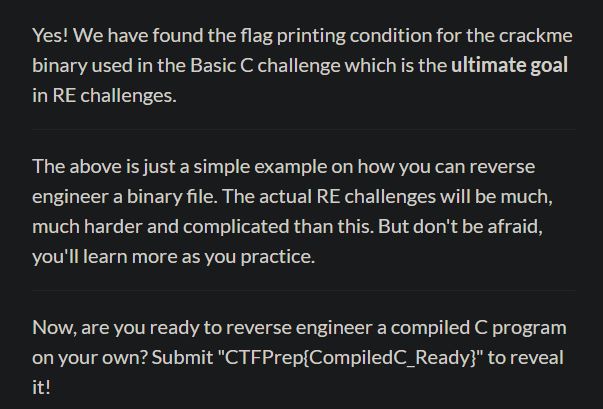 Yes! We have found the flag printing condition for the crackme
binary used in the Basic C challenge which is the ultimate goal
in RE challenges.
The above is just a simple example on how you can reverse
engineer a binary file. The actual RE challenges will be much,
much harder and complicated than this. But don't be afraid,
you'll learn more as you practice.
Now, are you ready to reverse engineer a compiled C program
on your own? Submit "CTFPrep{CompiledC_Ready}" to reveal
it!